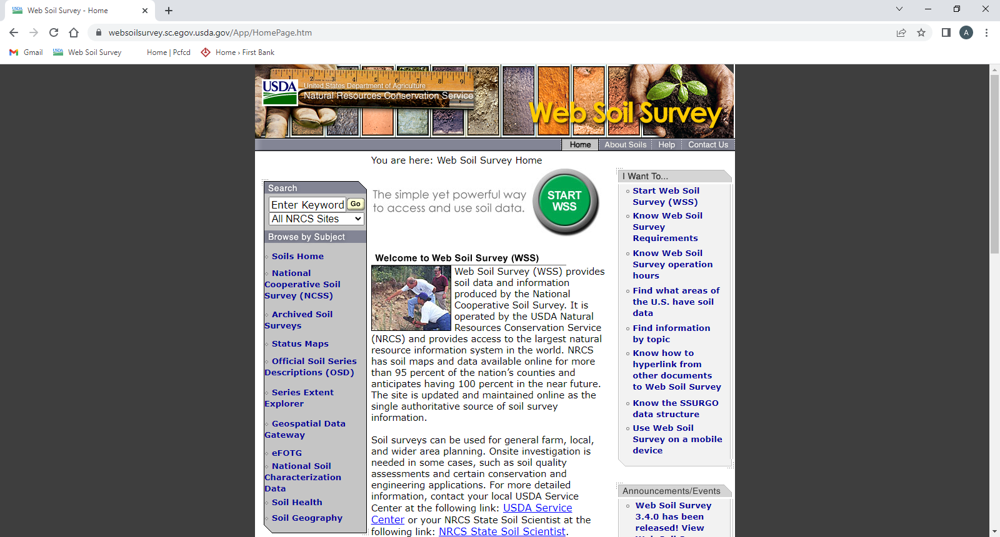 Web Soil Survey - Home
websoilsurvey.sc.egov.usda.gov/App/HomePage.htm
A
Gmail
Web Soil Survey
Home | Pcfcd
Home › First Bank
USDA
United States Department of Agriculture
Natural Resources Conservation Service
Web Soil Survey
Home
About Soils
Help
Contact Us
You are here: Web Soil Survey Home
Search
Enter Keyword
Go
All NRCS Sites
Browse by Subject
Soils Home
National
Cooperative Soil
Survey (NCSS)
Archived Soil
Surveys
Status Maps
Official Soil Series
Descriptions (OSD)
Series Extent
Explorer
Geospatial Data
Gateway
eFOTG
National Soil
Characterization
Data
Soil Health
Soil Geography
The simple yet powerful way
to access and use soil data.
START
WSS
Welcome to Web Soil Survey (WSS)
Web Soil Survey (WSS) provides
soil data and information
produced by the National
Cooperative Soil Survey. It is
operated by the USDA Natural
Resources Conservation Service
(NRCS) and provides access to the largest natural
resource information system in the world. NRCS
has soil maps and data available online for more
than 95 percent of the nation’s counties and
anticipates having 100 percent in the near future.
The site is updated and maintained online as the
single authoritative source of soil survey
information.
Soil surveys can be used for general farm, local,
and wider area planning. Onsite investigation is
needed in some cases, such as soil quality
assessments and certain conservation and
engineering applications. For more detailed
information, contact your local USDA Service
Center at the following link: USDA Service
Center or your NRCS State Soil Scientist at the
following link: NRCS State Soil Scientist.
I Want To...
Start Web Soil
Survey (WSS)
Know Web Soil
Survey
Requirements
Know Web Soil
Survey operation
hours
Find what areas of
the U.S. have soil
data
Find information
by topic
Know how to
hyperlink from
other documents
to Web Soil Survey
Know the SSURGO
data structure
Use Web Soil
Survey on a mobile
device
Announcements/Events
Web Soil Survey
3.4.0 has been
released! View